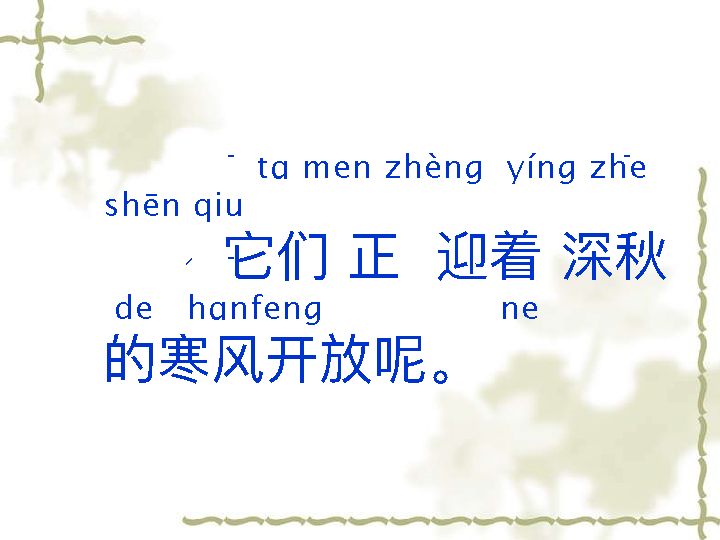 tɑ men zhèng yíng zhe
shēn qiu
它们 正 迎着 深秋
de hɑnfeng ne
的寒风开放呢。